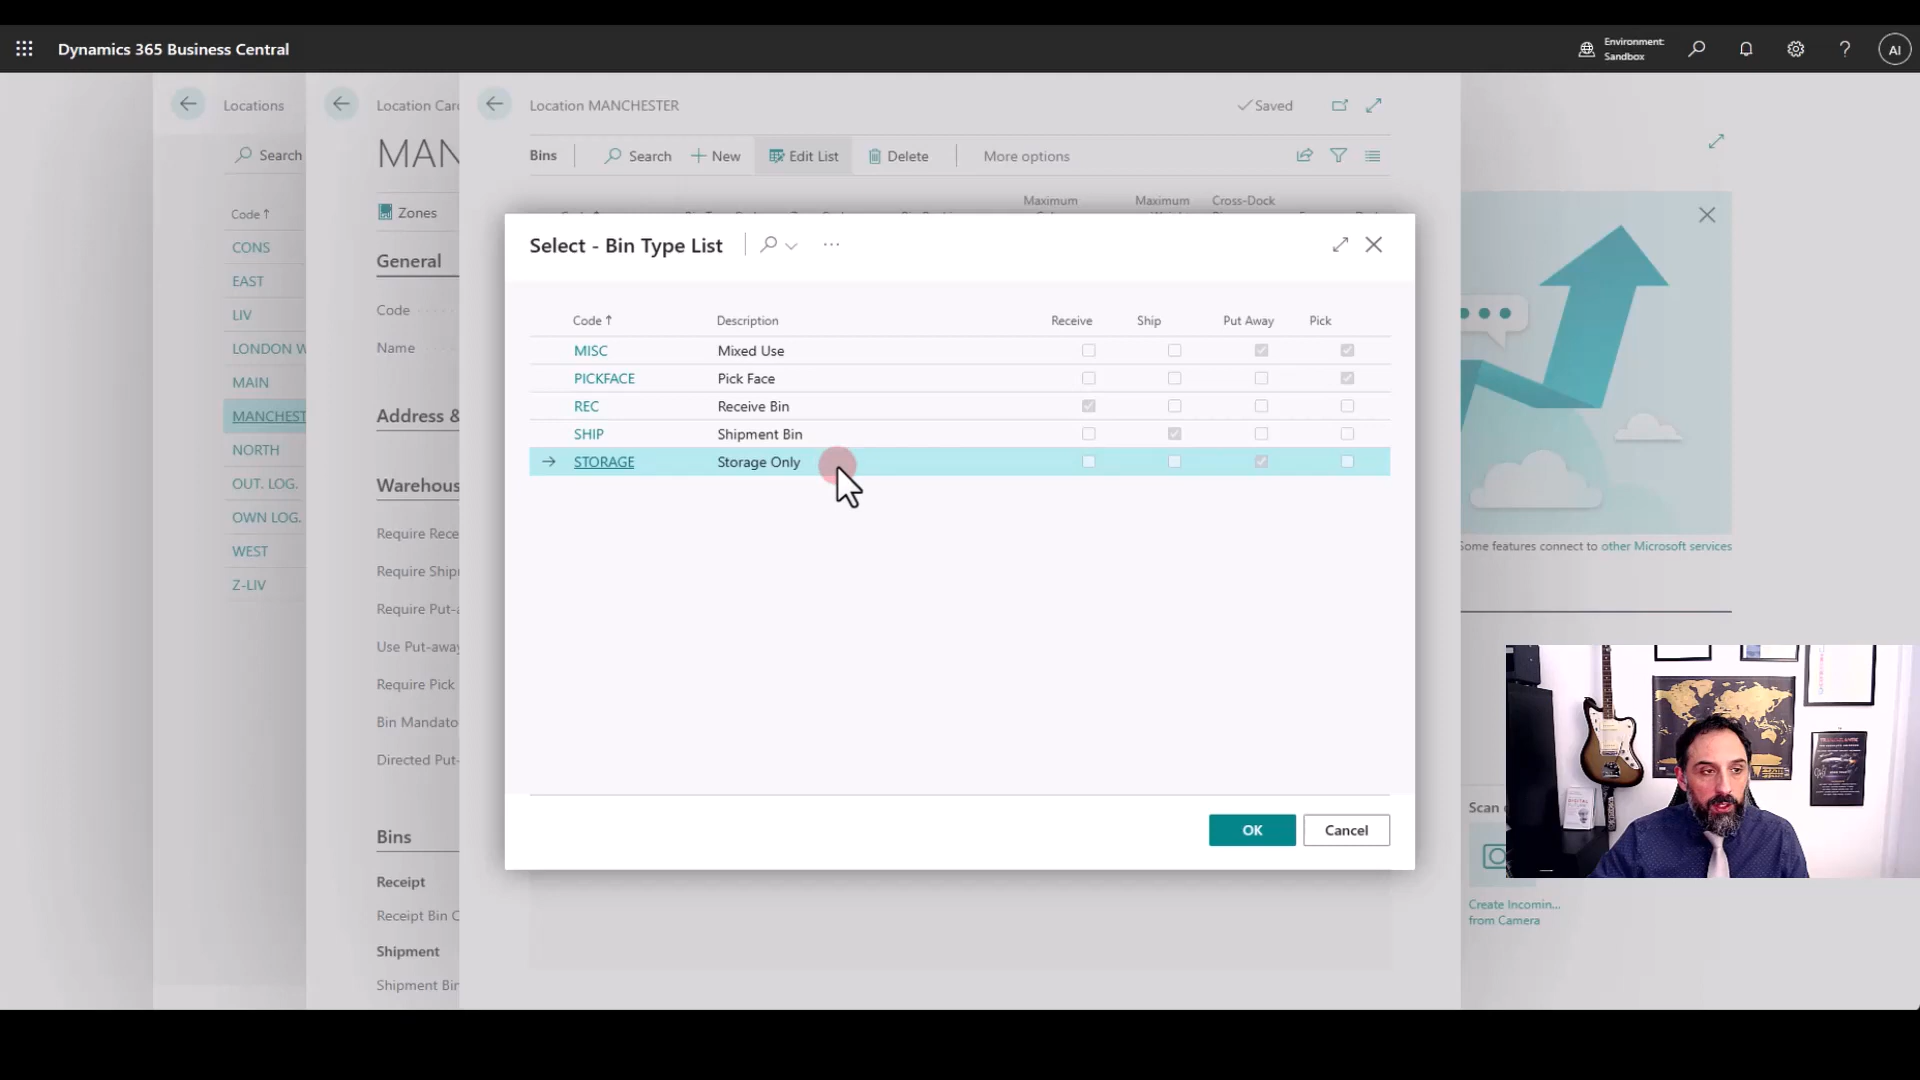 Dynamics 365 Business Central
Environment:
Sandbox
?
AI
Locations
Search
Code ↑
CONS
EAST
LIV
LONDON W
MAIN
MANCHEST
NORTH
OUT. LOG.
OWN LOG.
WEST
Z-LIV
Location Car
MAN
Zones
General
Code
Name
Address &
Warehous
Require Rece
Require Ship
Require Put-a
Use Put-away
Require Pick
Bin Mandato
Directed Put-
Bins
Receipt
Receipt Bin C
Shipment
Shipment Bin
Location MANCHESTER
Saved
Bins
Search
+ New
Edit List
Delete
More options
Maximum
Maximum
Cross-Dock
Select - Bin Type List
Code ↑ Description Receive Ship Put Away Pick
MISC Mixed Use
PICKFACE Pick Face
REC Receive Bin
SHIP Shipment Bin
→ STORAGE Storage Only
OK
Cancel
Some features connect to other Microsoft services
Scan
Create Incomin...
from Camera